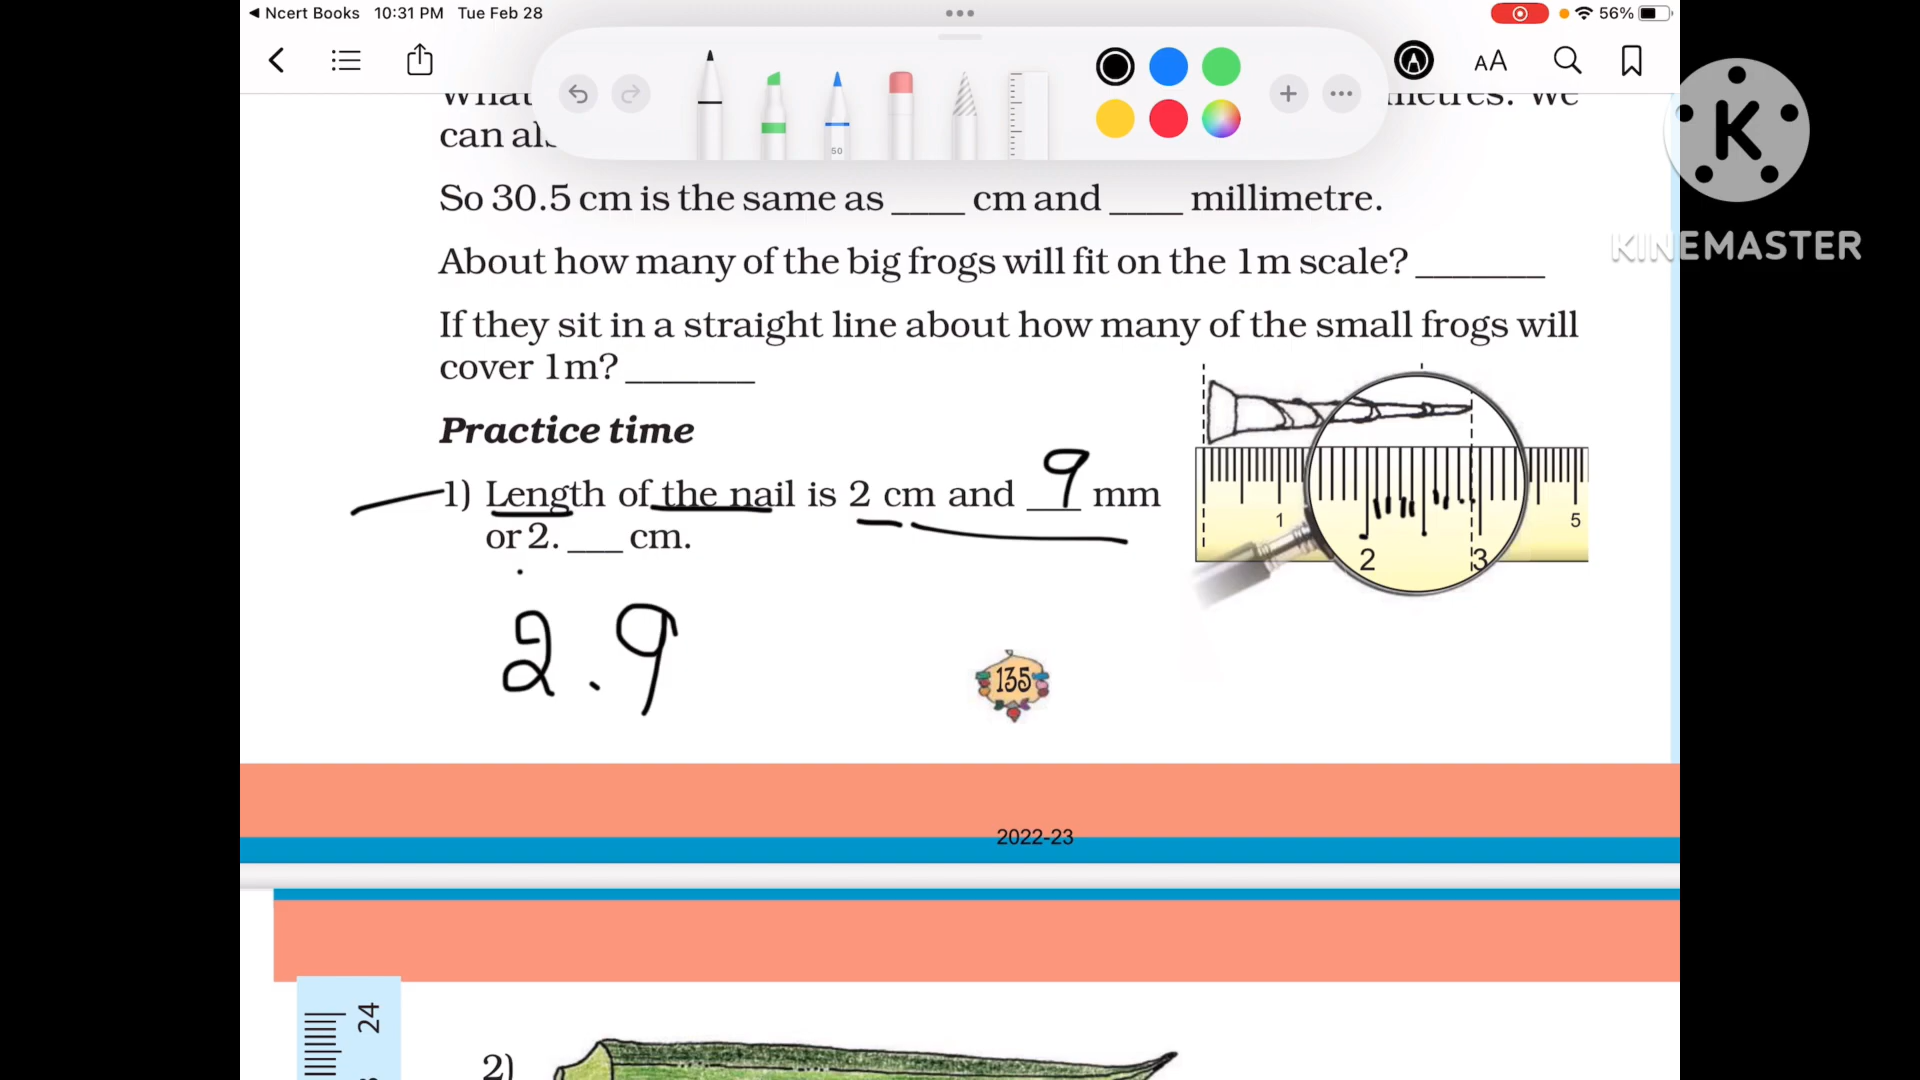 Ncert Books 10:31 PM Tue Feb 28
56%
AA
50
can
So 30.5 cm is the same as ____ cm and ____ millimetre.
About how many of the big frogs will fit on the 1m scale? _______
If they sit in a straight line about how many of the small frogs will
cover 1m? _______
Practice time
1) Length of the nail is 2 cm and 9 mm
or 2. ___ cm.
2.9
1 2 3 5
135
2022-23
24
2)
K
KINEMASTER